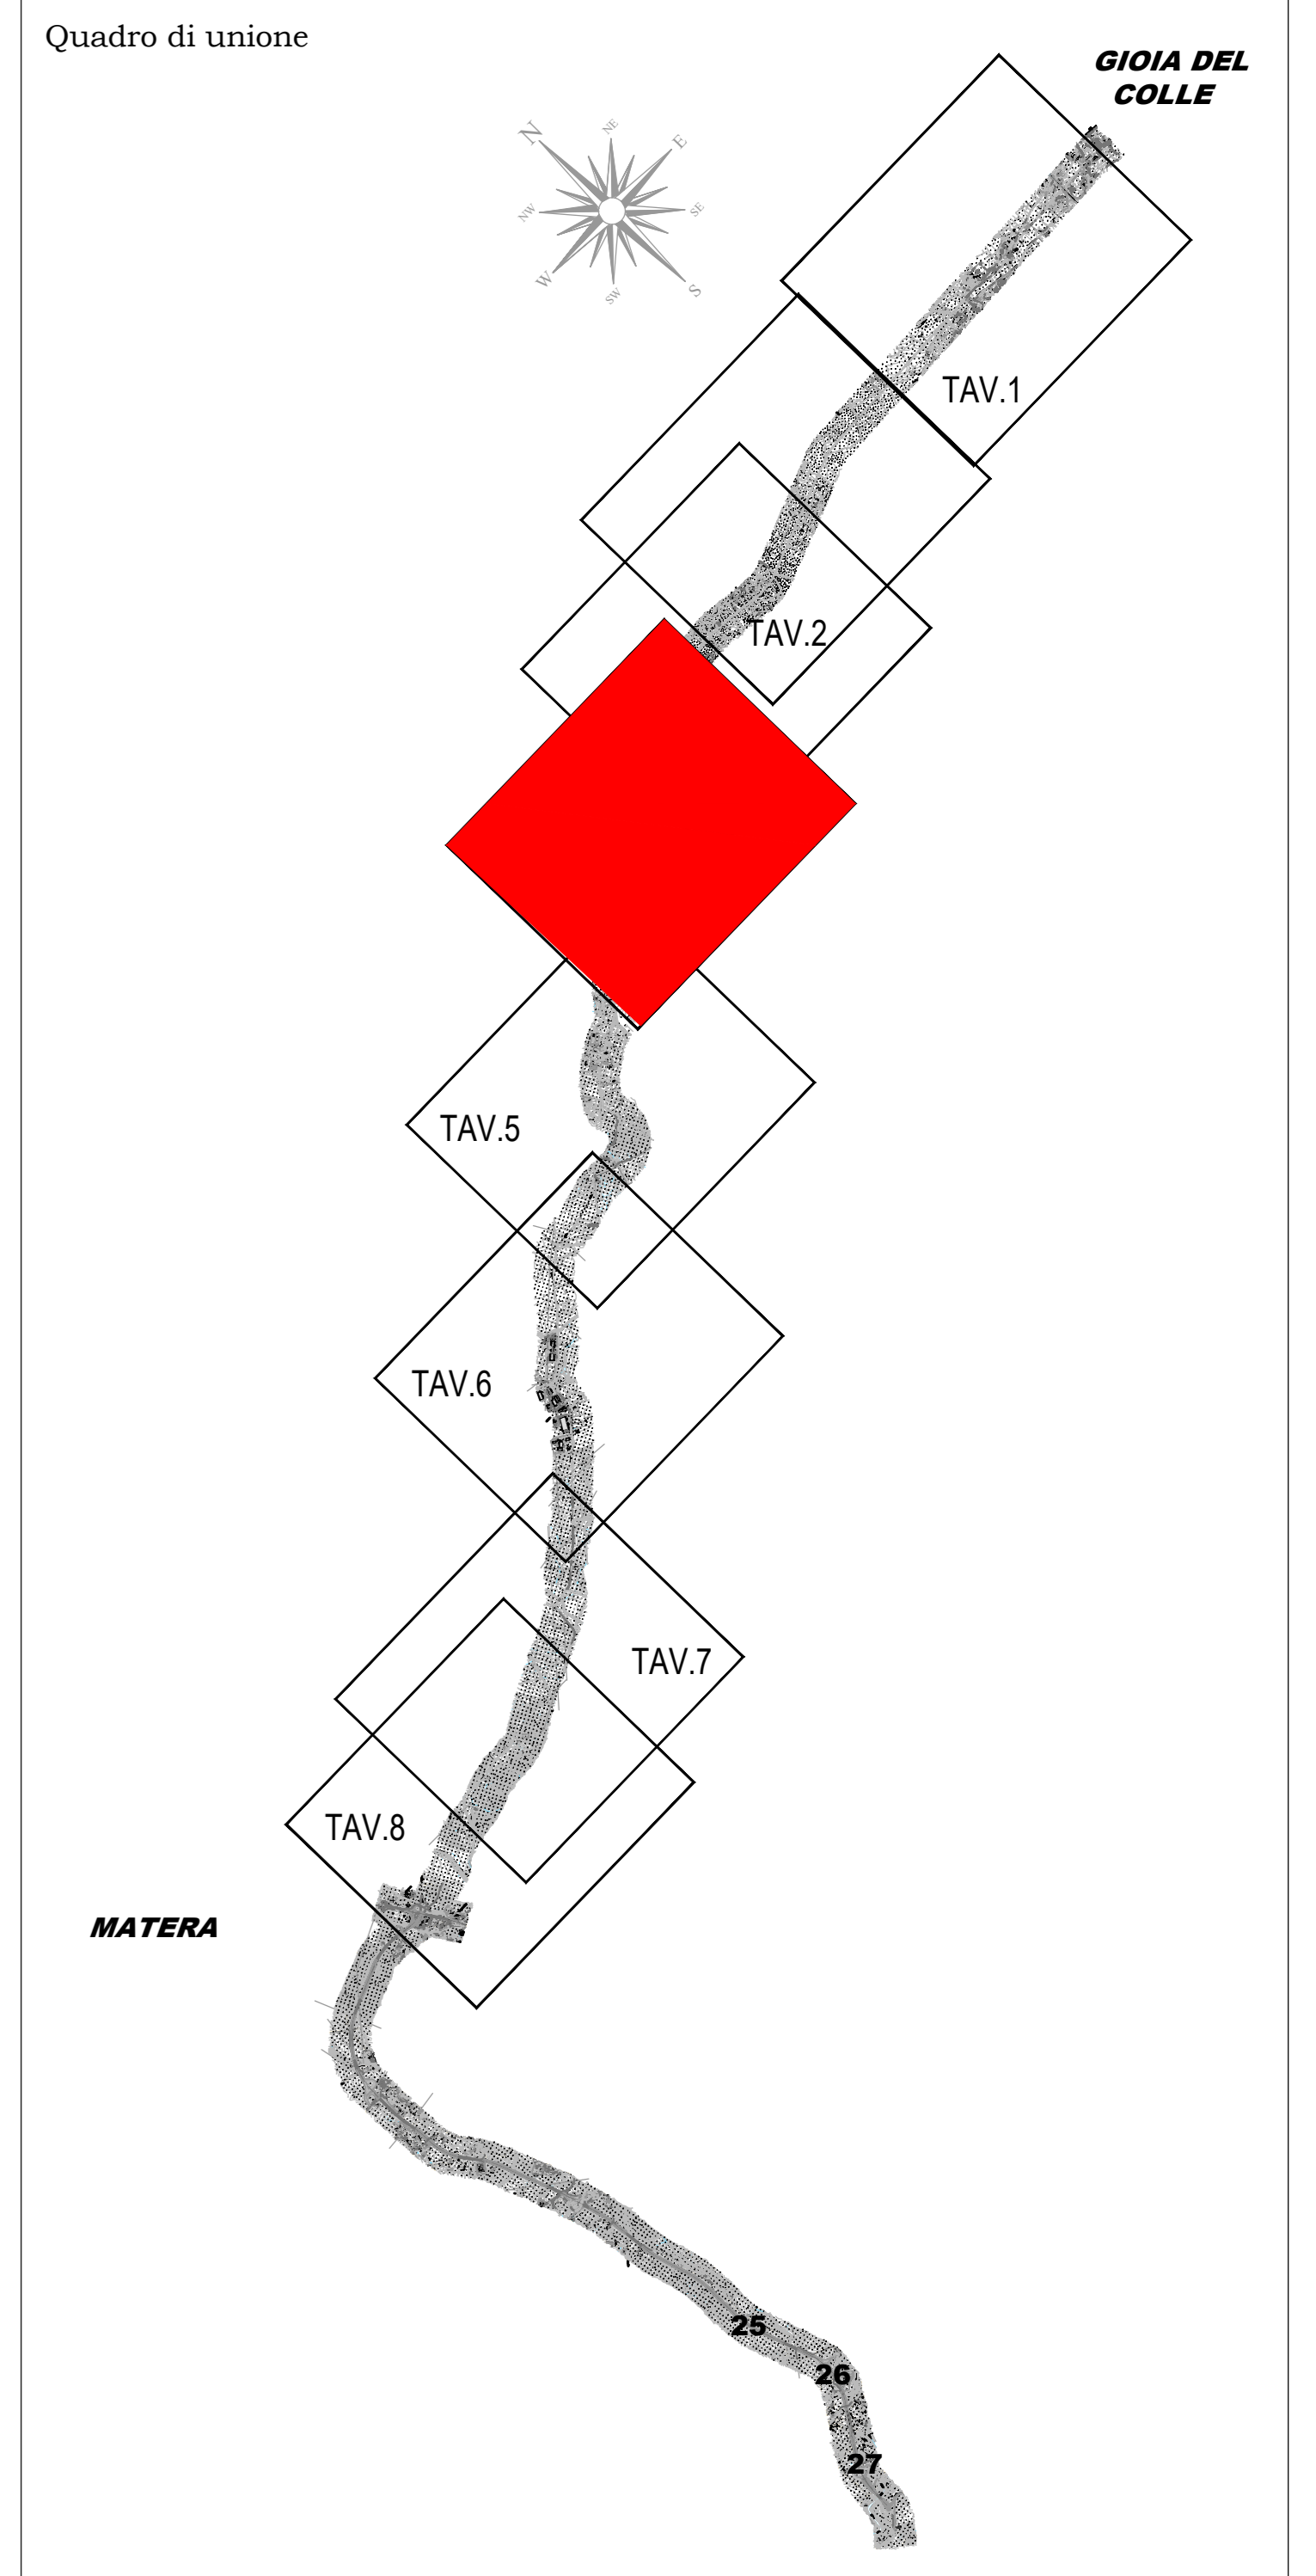 Quadro di unione
GIOIA DEL
COLLE
N
NE
E
NW
SE
W
SW
S
TAV.1
TAV.2
TAV.5
TAV.6
TAV.7
TAV.8
MATERA
25
26
27